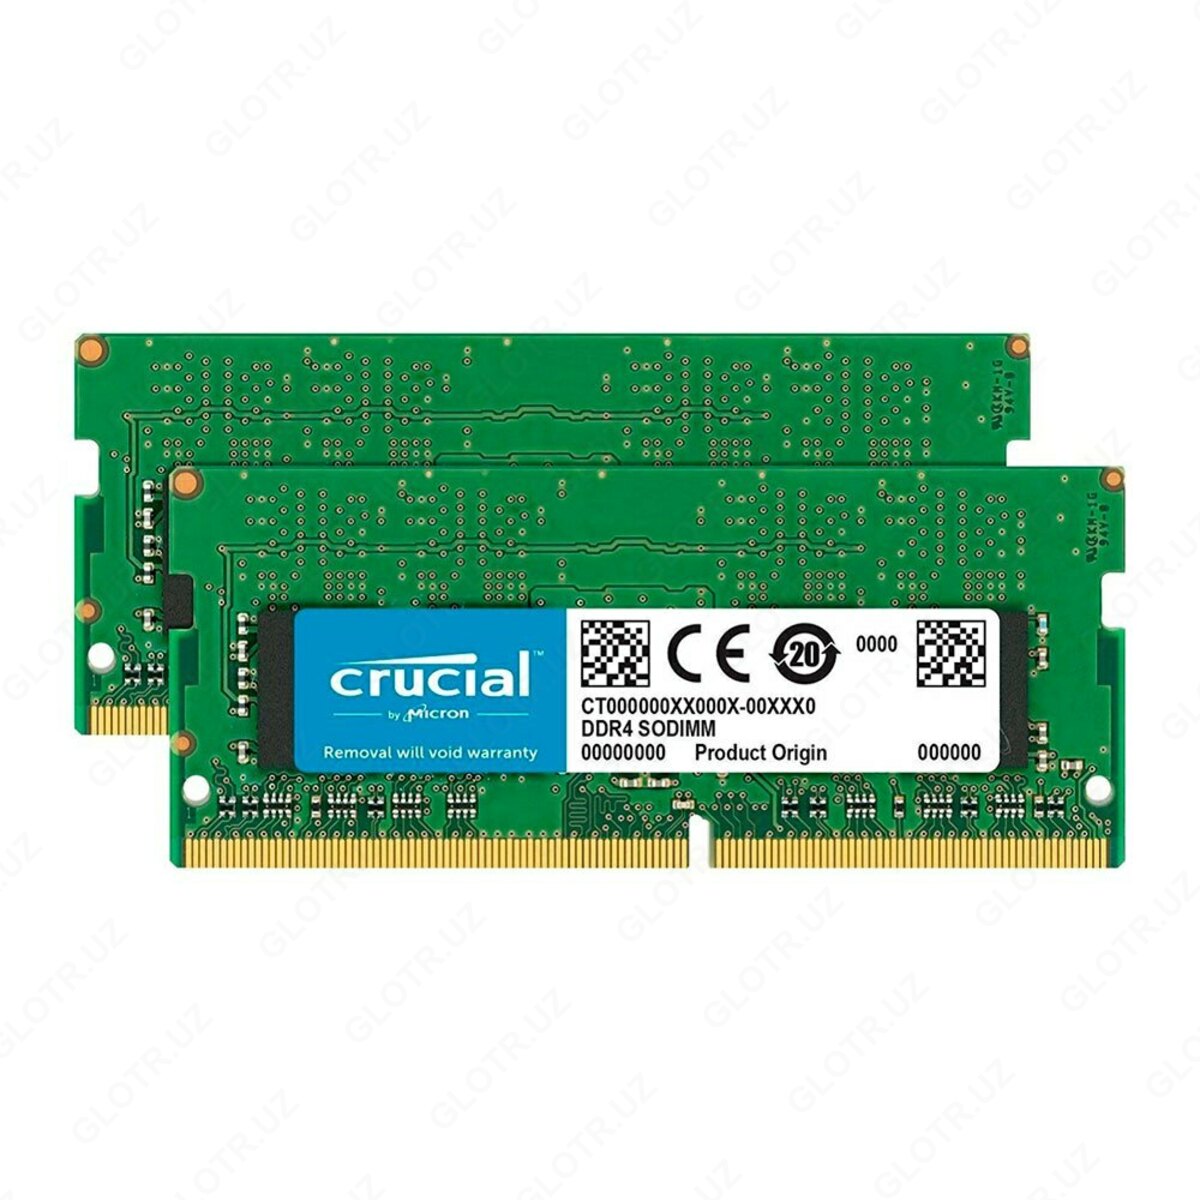 GLOTR.UZ
crucial™
by Micron
Removal will void warranty
CE 20 0000
CT000000XX000X-00XXX0
DDR4 SODIMM
00000000 Product Origin 000000